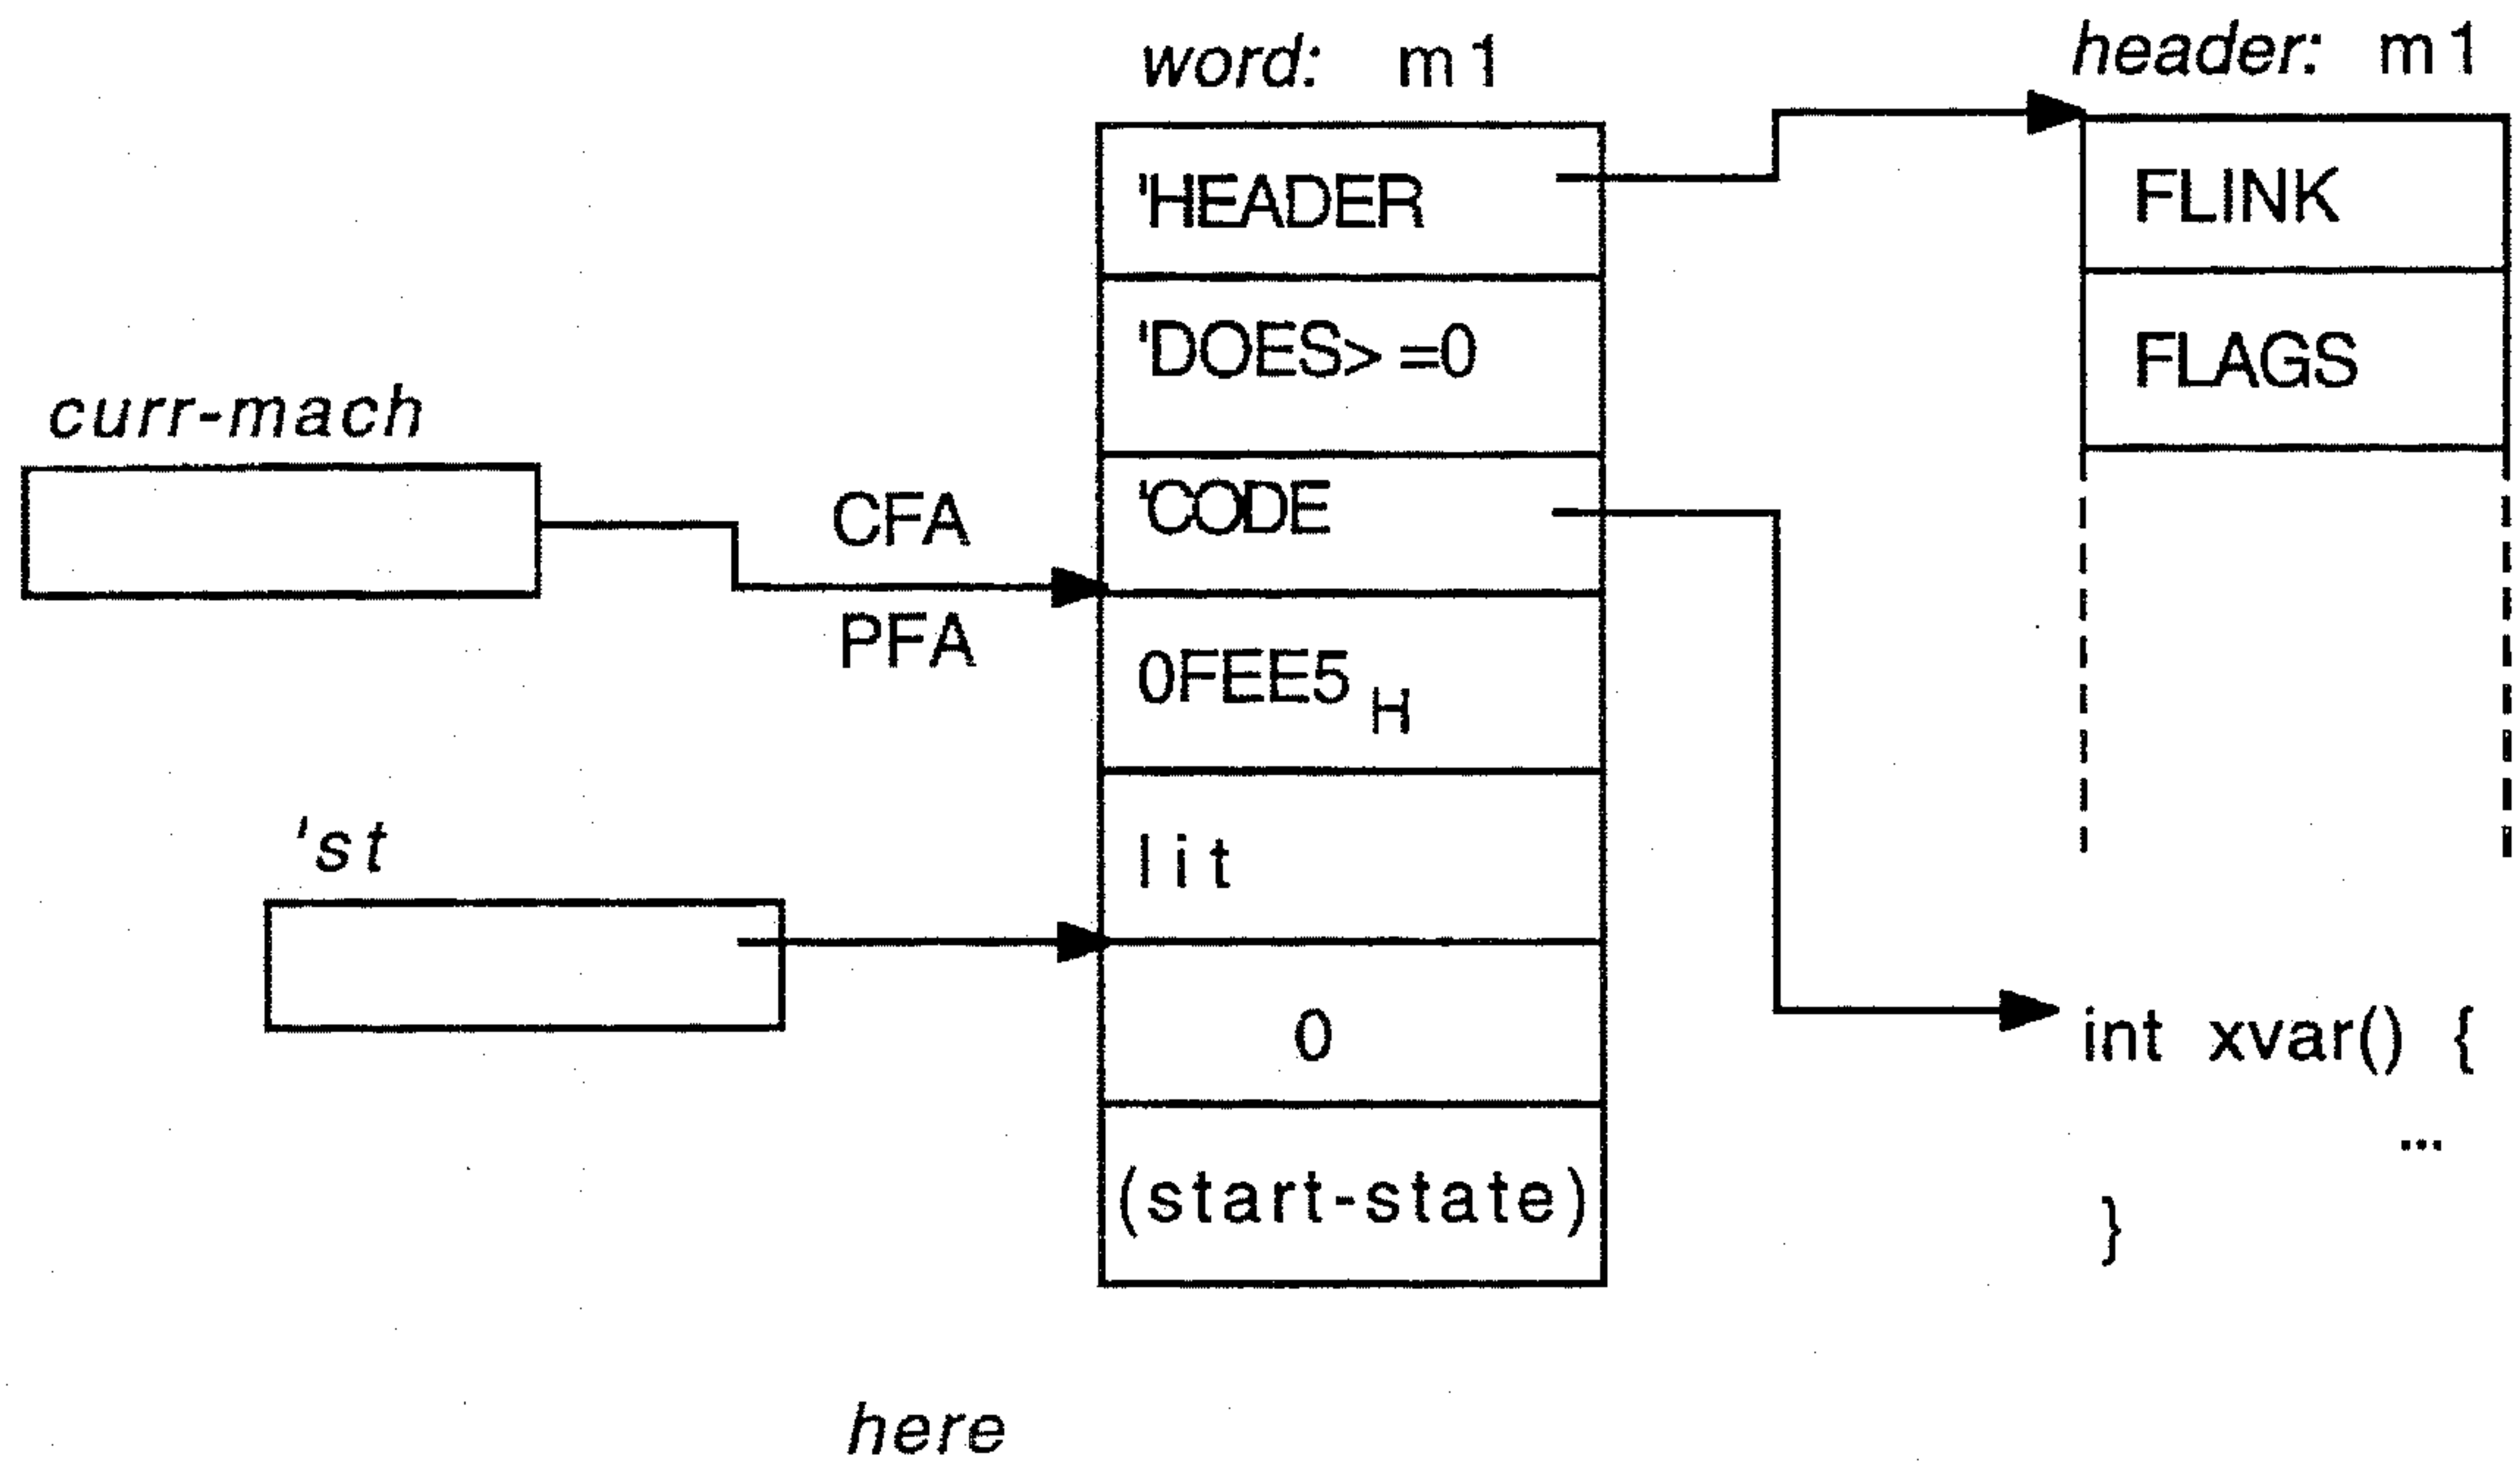 word: m1
header: m1
'HEADER
FLINK
'DOES> =0
FLAGS
curr-mach
CFA
'CODE
PFA
0FEE5 H
'st
lit
0
int xvar() {
...
(start-state)
}
here